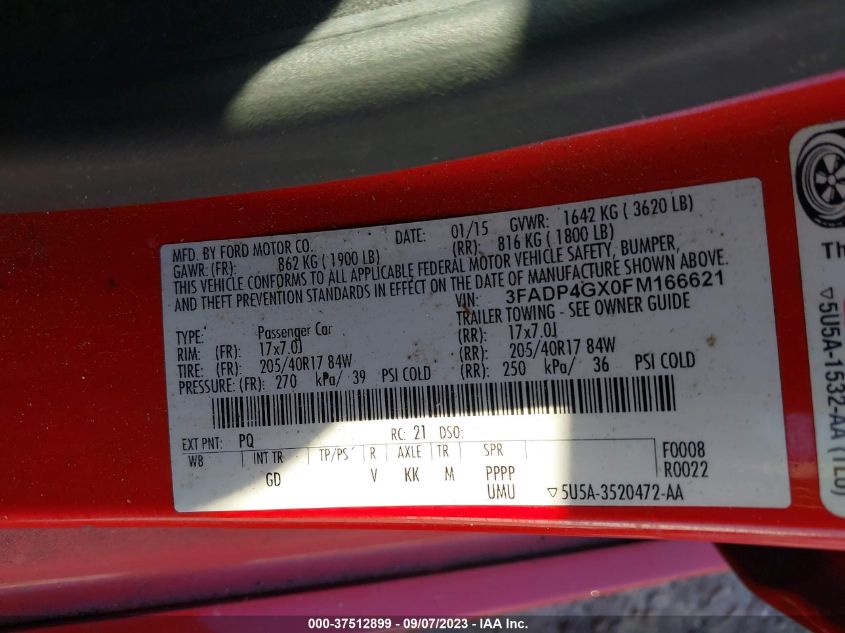 MFD. BY FORD MOTOR CO. DATE: 01/15 GVWR: 1642 KG ( 3620 LB)
GAWR: (FR): 862 KG ( 1900 LB) (RR): 816 KG ( 1800 LB)
THIS VEHICLE CONFORMS TO ALL APPLICABLE FEDERAL MOTOR VEHICLE SAFETY, BUMPER,
AND THEFT PREVENTION STANDARDS IN EFFECT ON THE DATE OF MANUFACTURE SHOWN ABOVE.
VIN: 3FADP4GX0FM166621
TYPE: Passenger Car TRAILER TOWING - SEE OWNER GUIDE
RIM: (FR): 17x7.0J (RR): 17x7.0J
TIRE: (FR): 205/40R17 84W (RR): 205/40R17 84W
PRESSURE: (FR): 270 kPa/ 39 PSI COLD (RR): 250 kPa/ 36 PSI COLD
EXT PNT: PQ RC: 21 DSO:
WB INT TR TP/PS R AXLE TR SPR F0008
GD V KK M PPPP R0022
UMU ▽5U5A-3520472-AA
▽5U5A-1532-AA (TL0)
000-37512899 - 09/07/2023 - IAA Inc.